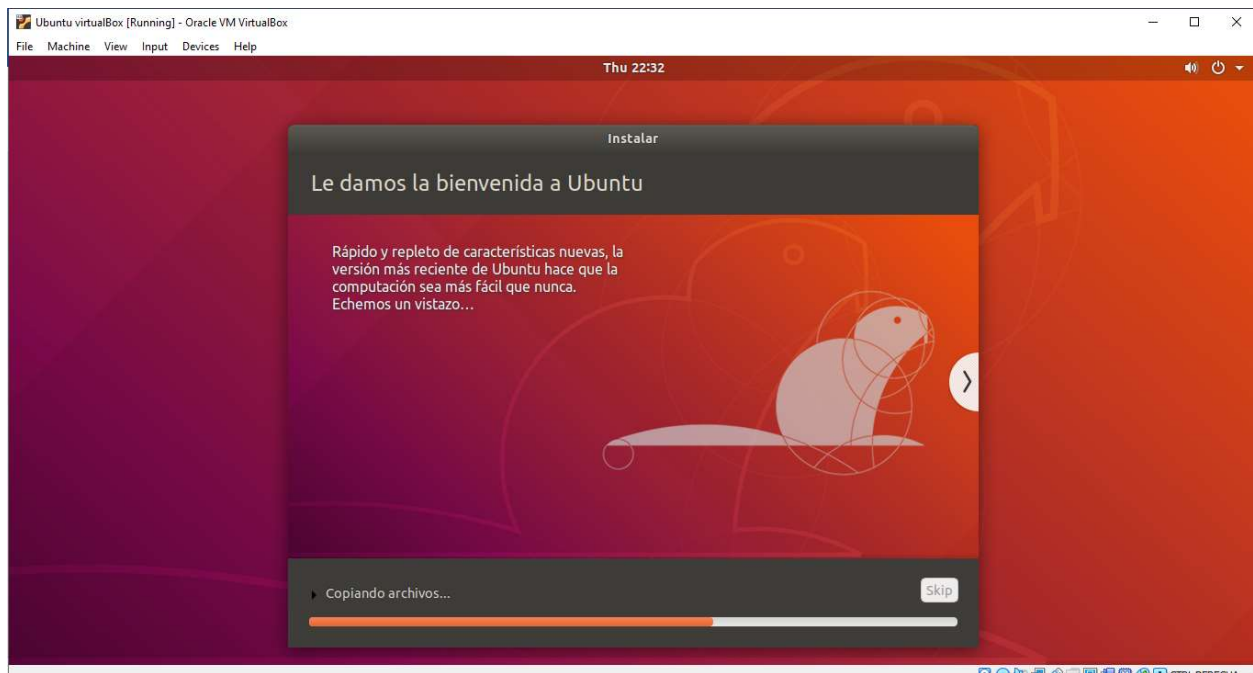 Ubuntu virtualBox [Running] - Oracle VM VirtualBox
File Machine View Input Devices Help
Thu 22:32
Instalar
Le damos la bienvenida a Ubuntu
Rápido y repleto de características nuevas, la
versión más reciente de Ubuntu hace que la
computación sea más fácil que nunca.
Echemos un vistazo...
Copiando archivos...
Skip
CTRL DERECHA